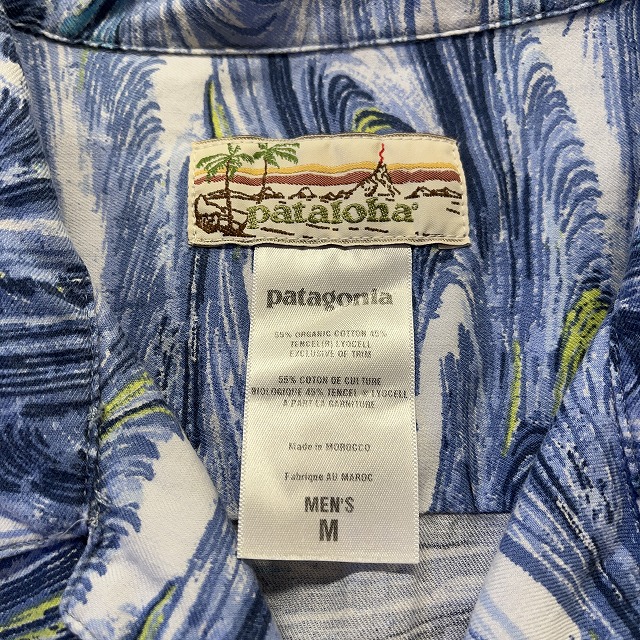 pataloha®
patagonia
55% ORGANIC COTTON 45%
TENCEL(R) LYOCELL
EXCLUSIVE OF TRIM
55% COTON DE CULTURE
BIOLOGIQUE 45% TENCEL ® LYOCELL
A PART LA GARNITURE
Made in MOROCCO
Fabrique AU MAROC
MEN'S
M